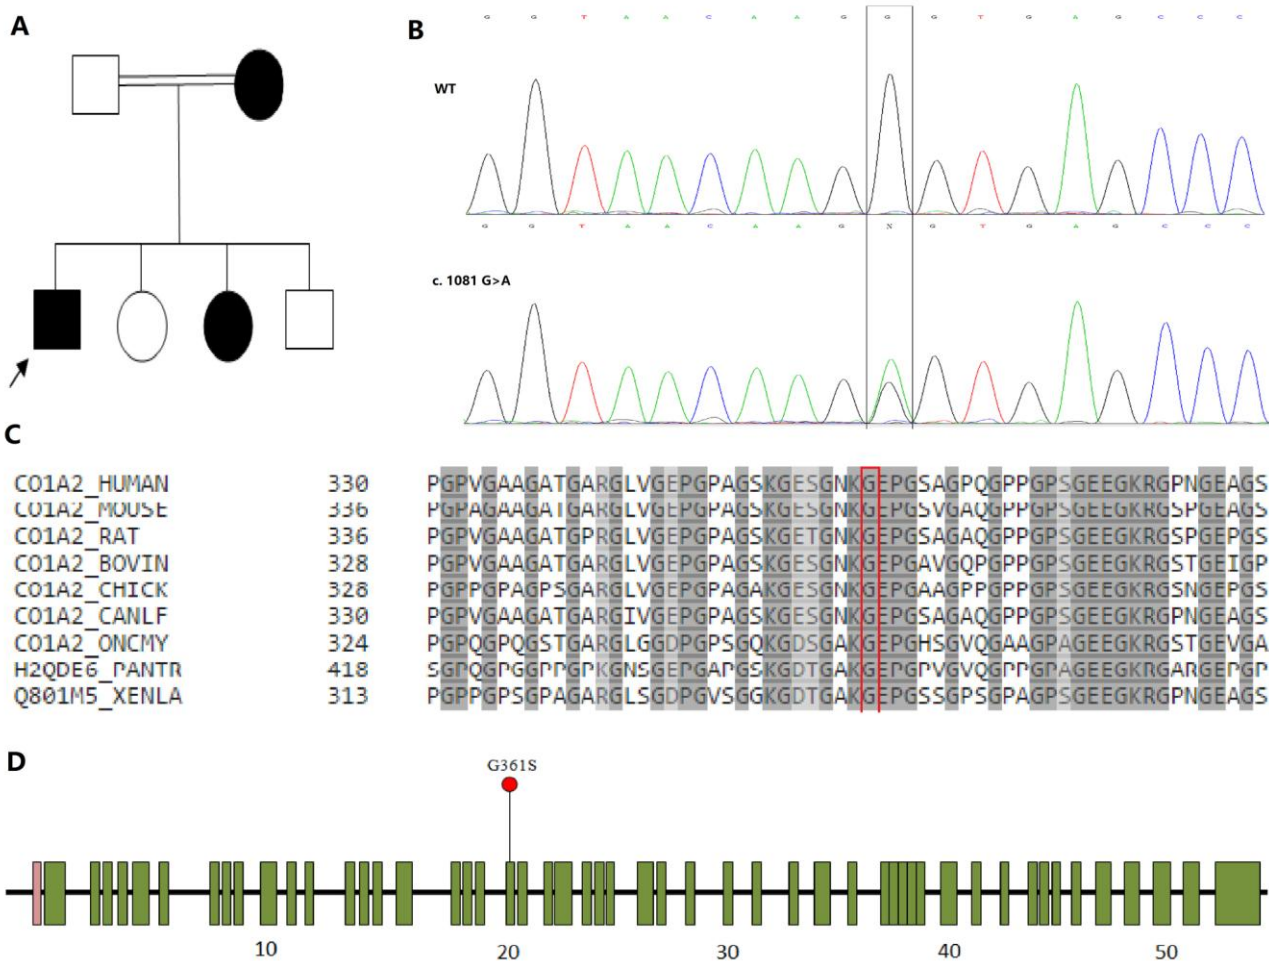 A
B
G G T A A C A A G G G T G A G C C C
WT
G G T A A C A A G N G T G A G C C C
c. 1081 G>A
C
CO1A2_HUMAN 330 PGPVGAAGATGARGLVGEPGPAGSKGESGNKGEPGSAGPQGPPGPSGEEGKRGPNGEAGS
CO1A2_MOUSE 336 PGPAGAAGATGARGLVGEPGPAGSKGESGNKGEPGSVGAQGPPGPSGEEGKRGSPGEAGS
CO1A2_RAT 336 PGPVGAAGATGPRGLVGEPGPAGSKGETGNKGEPGSAGAQGPPGPSGEEGKRGSPGEPGS
CO1A2_BOVIN 328 PGPVGAAGATGARGLVGEPGPAGSKGESGNKGEPGAVGQPGPPGPSGEEGKRGSTGEIGP
CO1A2_CHICK 328 PGPPGPAGPSGARGLVGEPGPAGAKGESGNKGEPGAAGPPGPPGPSGEEGKRGSNGEPGS
CO1A2_CANLF 330 PGPVGAAGATGARGIVGEPGPAGSKGESGNKGEPGSAGAQGPPGPSGEEGKRGPNGEAGS
CO1A2_ONCMY 324 PGPQGPQGSTGARGLGGDPGPSGQKGDSGAKGEPGHSGVQGAAGPAGEEGKRGSTGEVGA
H2QDE6_PANTR 418 SGPQGPGGPPGPKGNSGEPGAPGSKGDTGAKGEPGPVGVQGPPGPAGEEGKRGARGEPGP
Q801M5_XENLA 313 PGPPGPSGPAGARGLSGDPGVSGGKGDTGAKGEPGSSGPSGPAGPSGEEGKRGPNGEAGS
D
G361S
10 20 30 40 50